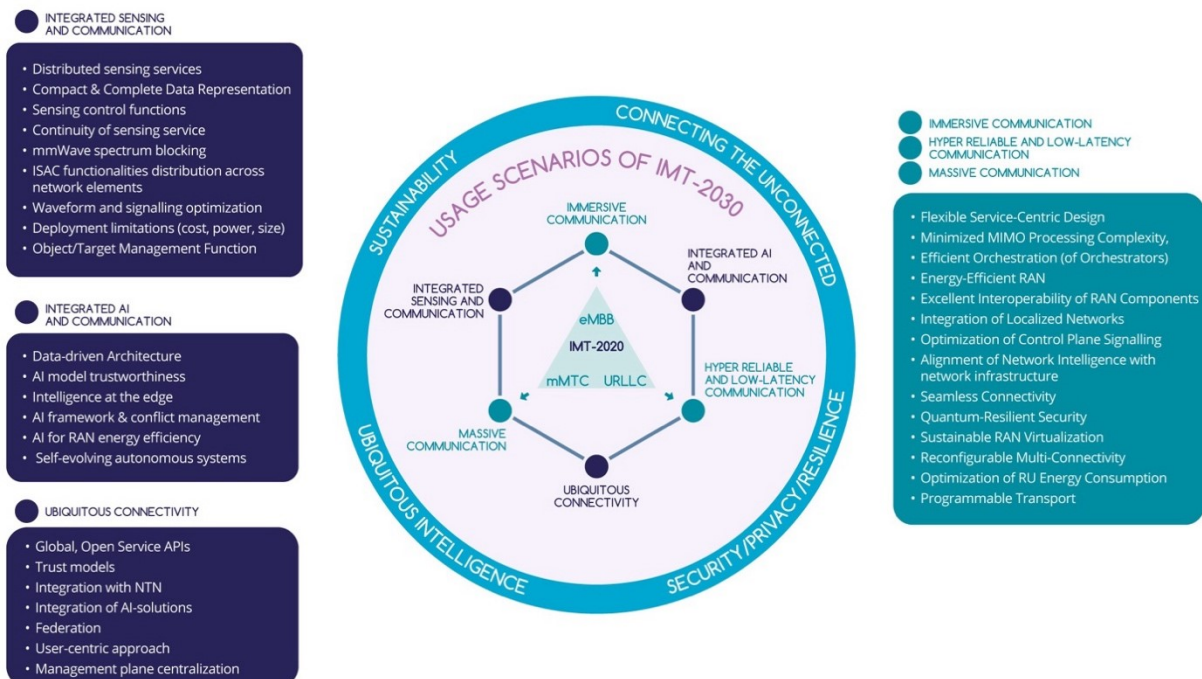 INTEGRATED SENSING
AND COMMUNICATION
• Distributed sensing services
• Compact & Complete Data Representation
• Sensing control functions
• Continuity of sensing service
• mmWave spectrum blocking
• ISAC functionalities distribution across
network elements
• Waveform and signalling optimization
• Deployment limitations (cost, power, size)
• Object/Target Management Function
INTEGRATED AI
AND COMMUNICATION
• Data-driven Architecture
• AI model trustworthiness
• Intelligence at the edge
• AI framework & conflict management
• AI for RAN energy efficiency
• Self-evolving autonomous systems
UBIQUITOUS CONNECTIVITY
• Global, Open Service APIs
• Trust models
• Integration with NTN
• Integration of AI-solutions
• Federation
• User-centric approach
• Management plane centralization
SUSTAINABILITY
CONNECTING THE UNCONNECTED
UBIQUITOUS INTELLIGENCE
SECURITY/PRIVACY/RESILIENCE
USAGE SCENARIOS OF IMT-2030
IMMERSIVE
COMMUNICATION
INTEGRATED AI
AND
COMMUNICATION
INTEGRATED
SENSING AND
COMMUNICATION
eMBB
IMT-2020
mMTC URLLC
HYPER RELIABLE
AND LOW-LATENCY
COMMUNICATION
MASSIVE
COMMUNICATION
UBIQUITOUS
CONNECTIVITY
IMMERSIVE COMMUNICATION
HYPER RELIABLE AND LOW-LATENCY
COMMUNICATION
MASSIVE COMMUNICATION
• Flexible Service-Centric Design
• Minimized MIMO Processing Complexity,
• Efficient Orchestration (of Orchestrators)
• Energy-Efficient RAN
• Excellent Interoperability of RAN Components
• Integration of Localized Networks
• Optimization of Control Plane Signalling
• Alignment of Network Intelligence with
network infrastructure
• Seamless Connectivity
• Quantum-Resilient Security
• Sustainable RAN Virtualization
• Reconfigurable Multi-Connectivity
• Optimization of RU Energy Consumption
• Programmable Transport